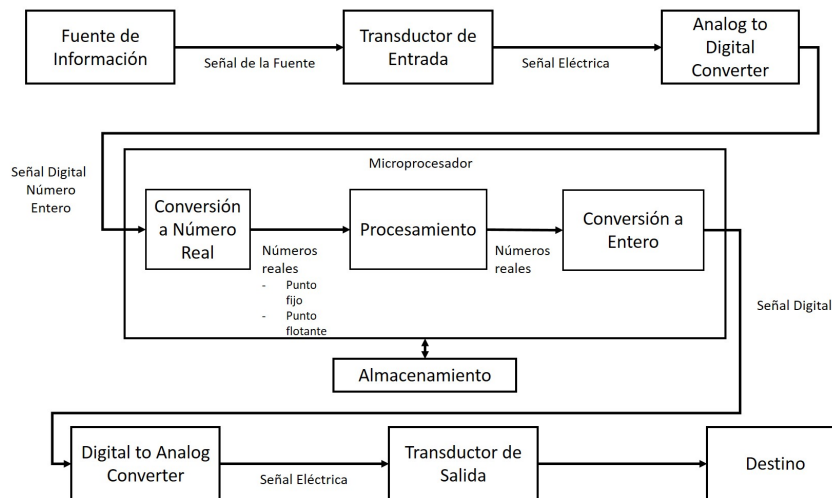 Fuente de
Información
Señal de la Fuente
Transductor de
Entrada
Señal Eléctrica
Analog to
Digital
Converter
Señal Digital
Número
Entero
Microprocesador
Conversión
a Número
Real
Números
reales
- Punto
fijo
- Punto
flotante
Procesamiento
Números
reales
Conversión a
Entero
Señal Digital
Almacenamiento
Digital to Analog
Converter
Señal Eléctrica
Transductor de
Salida
Destino